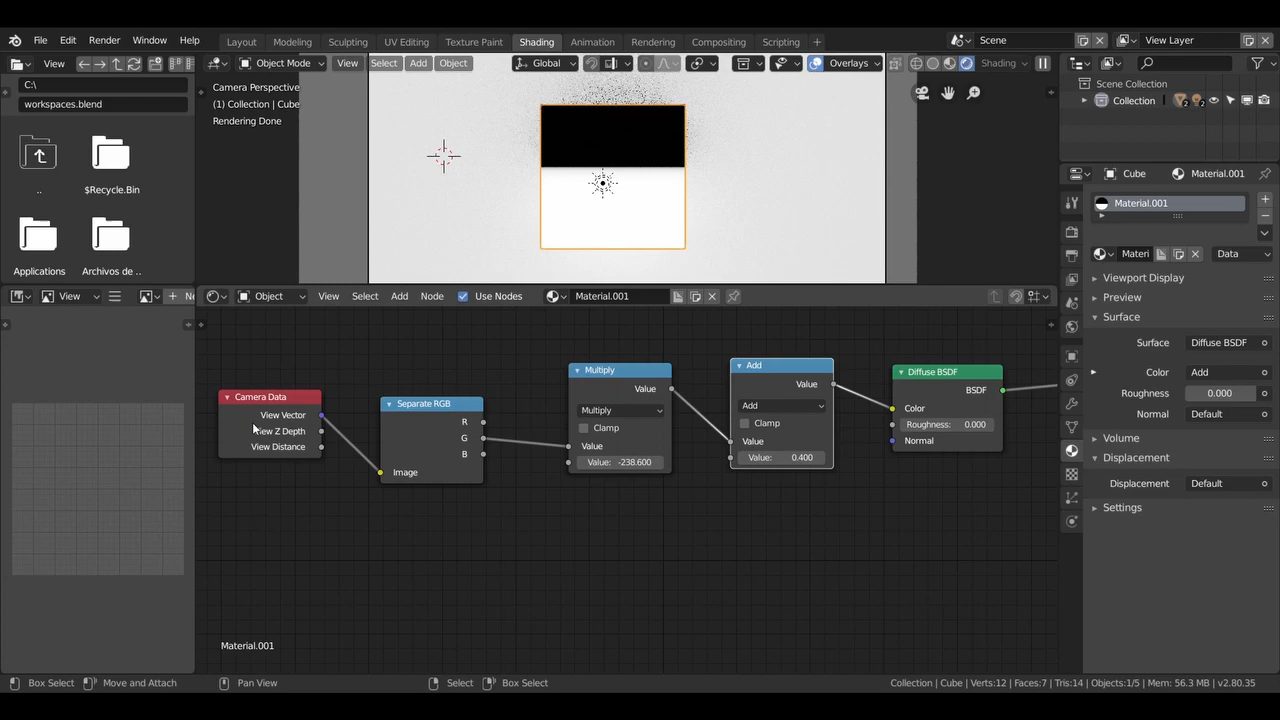 File Edit Render Window Help
Layout Modeling Sculpting UV Editing Texture Paint Shading Animation Rendering Compositing Scripting +
Scene
View Layer
View
Object Mode View Select Add Object Global Overlays Shading
C:\
workspaces.blend
..
$Recycle.Bin
Applications
Archivos de ..
Camera Perspective
(1) Collection | Cube
Rendering Done
Scene Collection
Collection
2
2
Cube
Material.001
Material.001
Materi
Data
Viewport Display
Preview
Surface
Surface: Diffuse BSDF
Color: Add
Roughness: 0.000
Normal: Default
Volume
Displacement
Displacement: Default
Settings
View
Ne
Object View Select Add Node Use Nodes Material.001
Camera Data
View Vector
View Z Depth
View Distance
Separate RGB
R
G
B
Image
Multiply
Value
Multiply
Clamp
Value
Value: -238.600
Add
Value
Add
Clamp
Value
Value: 0.400
Diffuse BSDF
BSDF
Color
Roughness: 0.000
Normal
Material.001
Box Select Move and Attach Pan View Select Box Select
Collection | Cube | Verts:12 | Faces:7 | Tris:14 | Objects:1/5 | Mem: 56.3 MB | v2.80.35